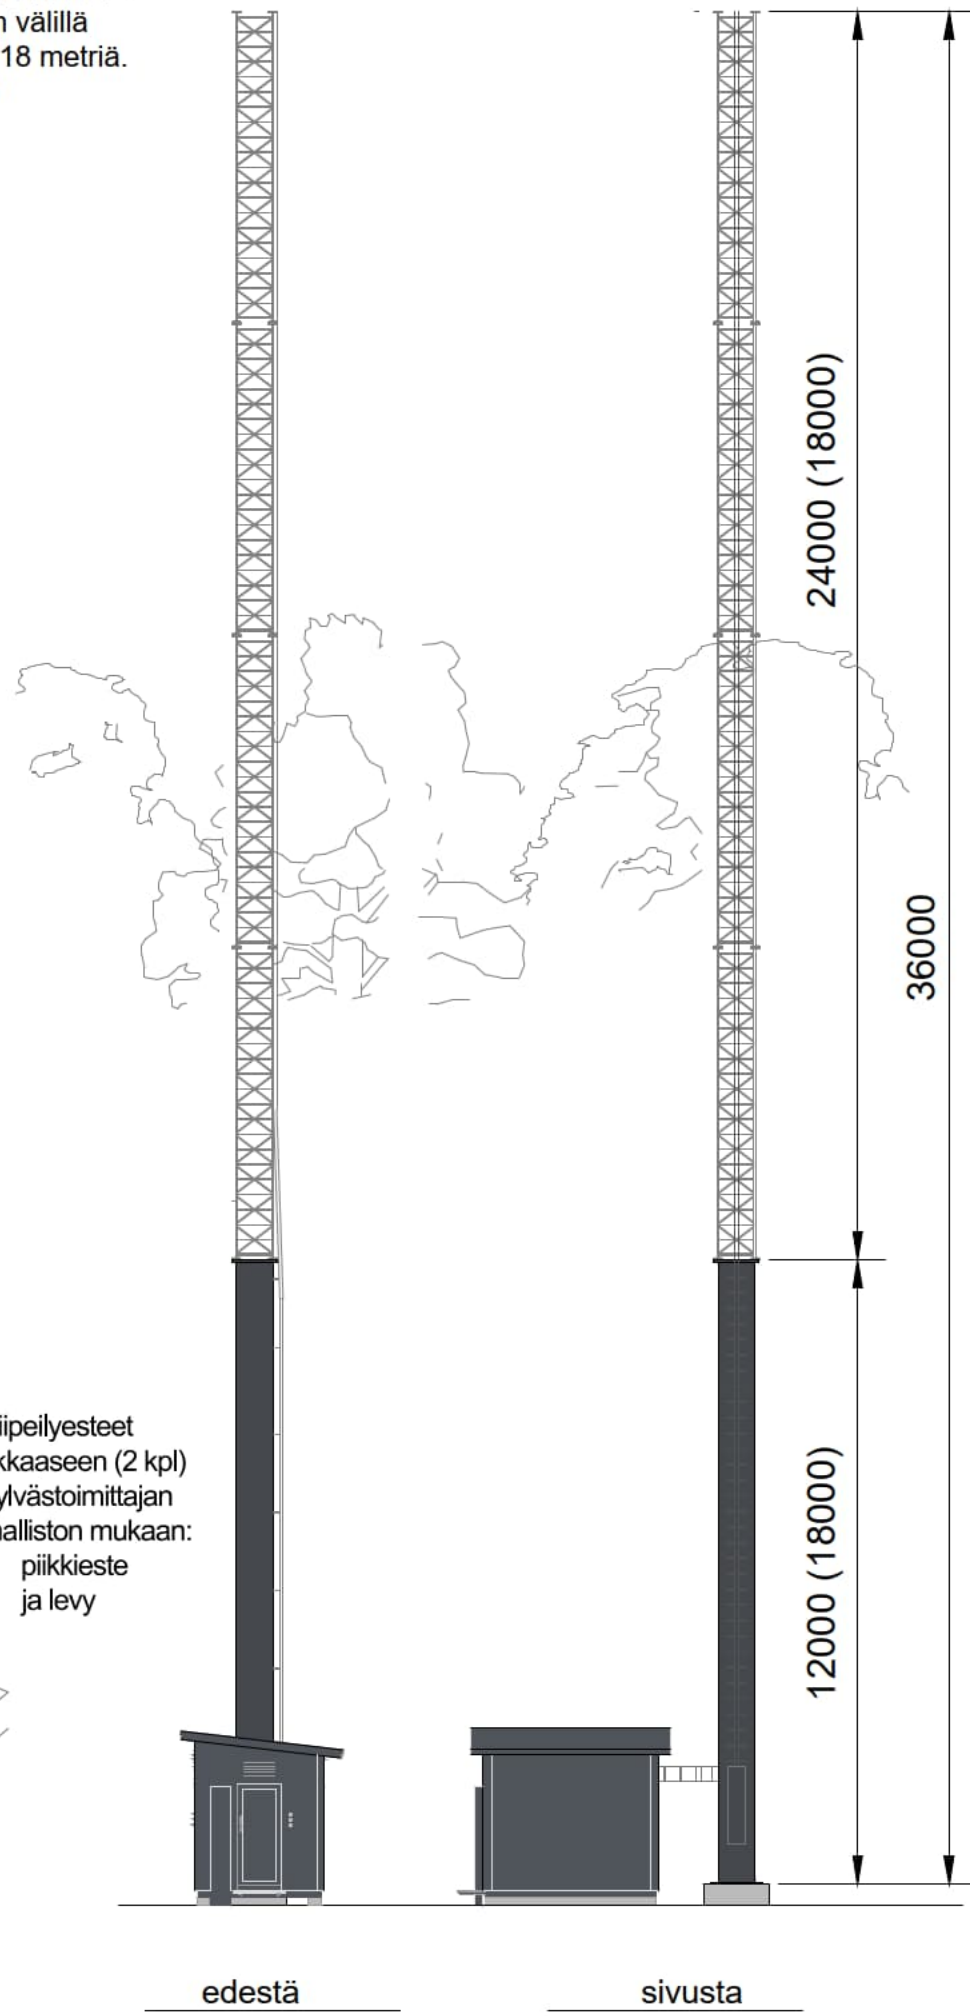 n välillä
18 metriä.
24000 (18000)
36000
iipeilyesteet
kkaaseen (2 kpl)
ylvästoimittajan
nalliston mukaan:
piikkieste
ja levy
12000 (18000)
edestä
sivusta